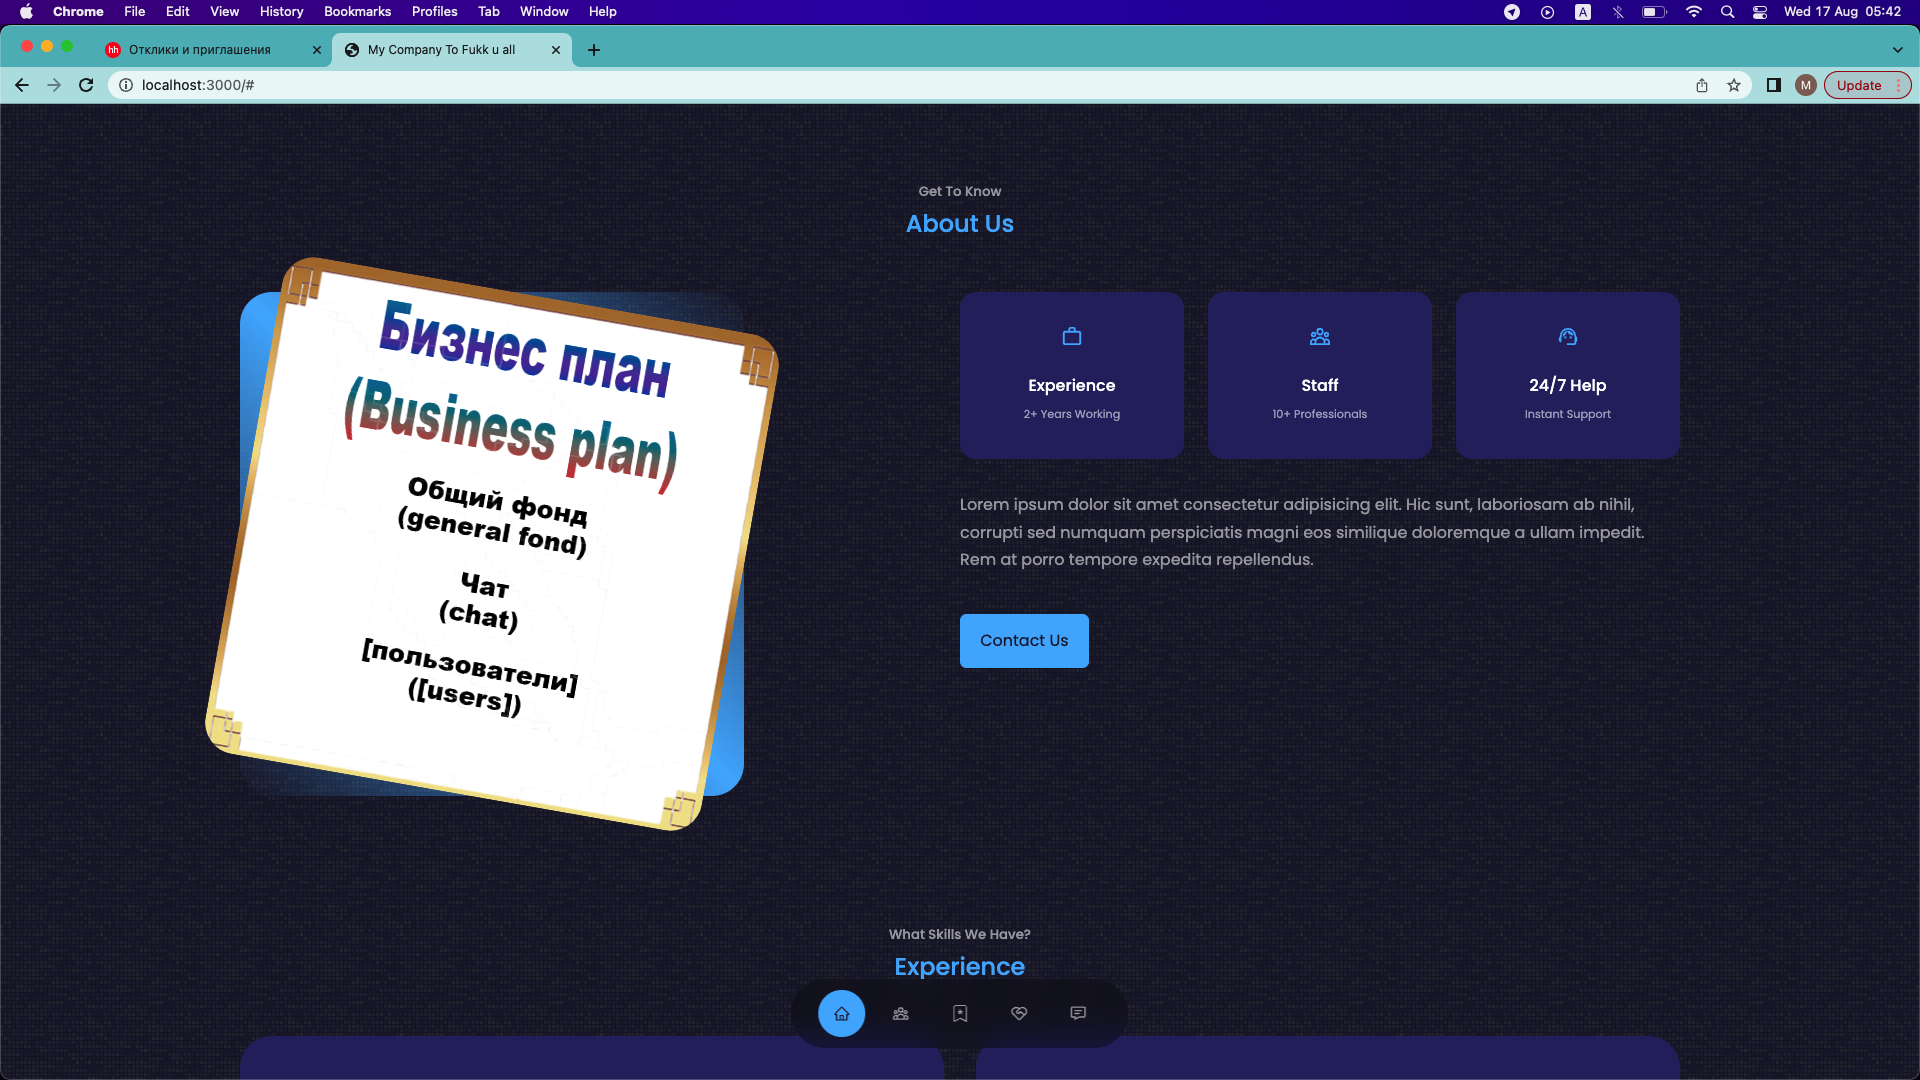 Chrome File Edit View History Bookmarks Profiles Tab Window Help A Wed 17 Aug 05:42
hh Отклики и приглашения My Company To Fukk u all
localhost:3000/# M Update
Get To Know
About Us
Бизнес план
(Business plan)
Общий фонд
(general fond)
Чат
(chat)
[пользователи]
([users])
Experience
2+ Years Working
Staff
10+ Professionals
24/7 Help
Instant Support
Lorem ipsum dolor sit amet consectetur adipisicing elit. Hic sunt, laboriosam ab nihil,
corrupti sed numquam perspiciatis magni eos similique doloremque a ullam impedit.
Rem at porro tempore expedita repellendus.
Contact Us
What Skills We Have?
Experience